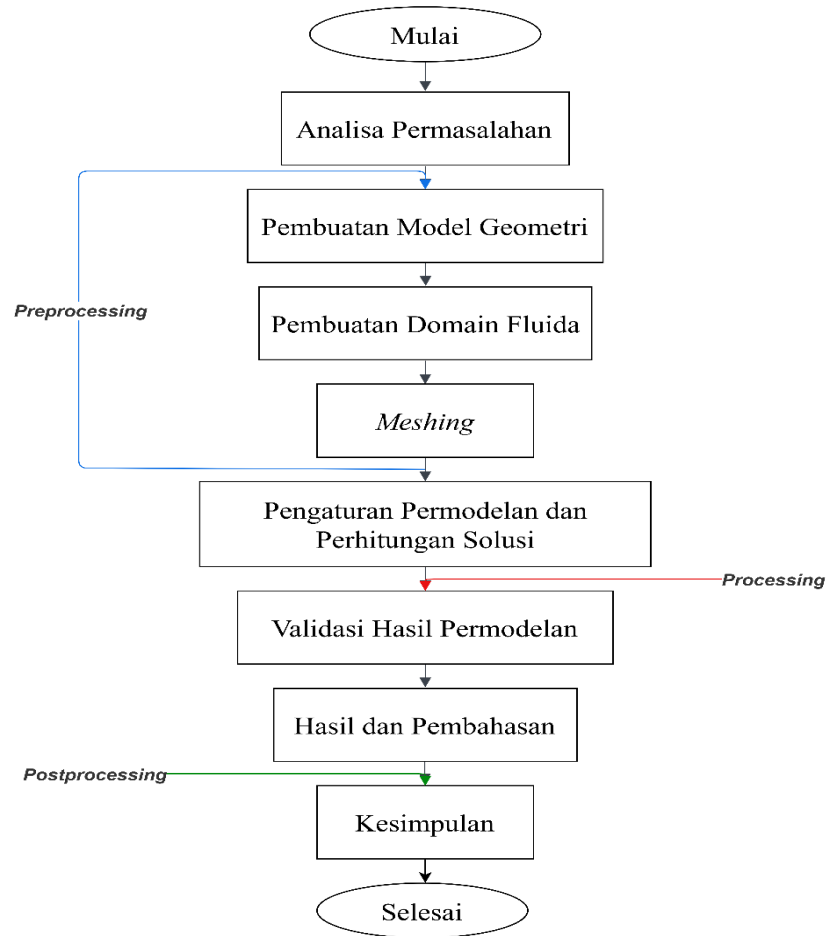 Mulai
Analisa Permasalahan
Pembuatan Model Geometri
Preprocessing
Pembuatan Domain Fluida
Meshing
Pengaturan Permodelan dan
Perhitungan Solusi
Processing
Validasi Hasil Permodelan
Hasil dan Pembahasan
Postprocessing
Kesimpulan
Selesai